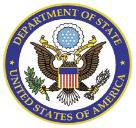 DEPARTMENT OF STATE
UNITED STATES OF AMERICA